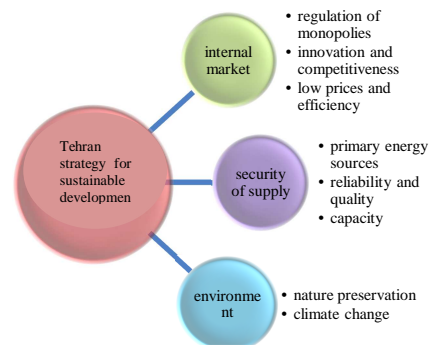 Tehran
strategy for
sustainable
developmen
internal
market
• regulation of
monopolies
• innovation and
competitiveness
• low prices and
efficiency
security
of supply
• primary energy
sources
• reliability and
quality
• capacity
environme
nt
• nature preservation
• climate change